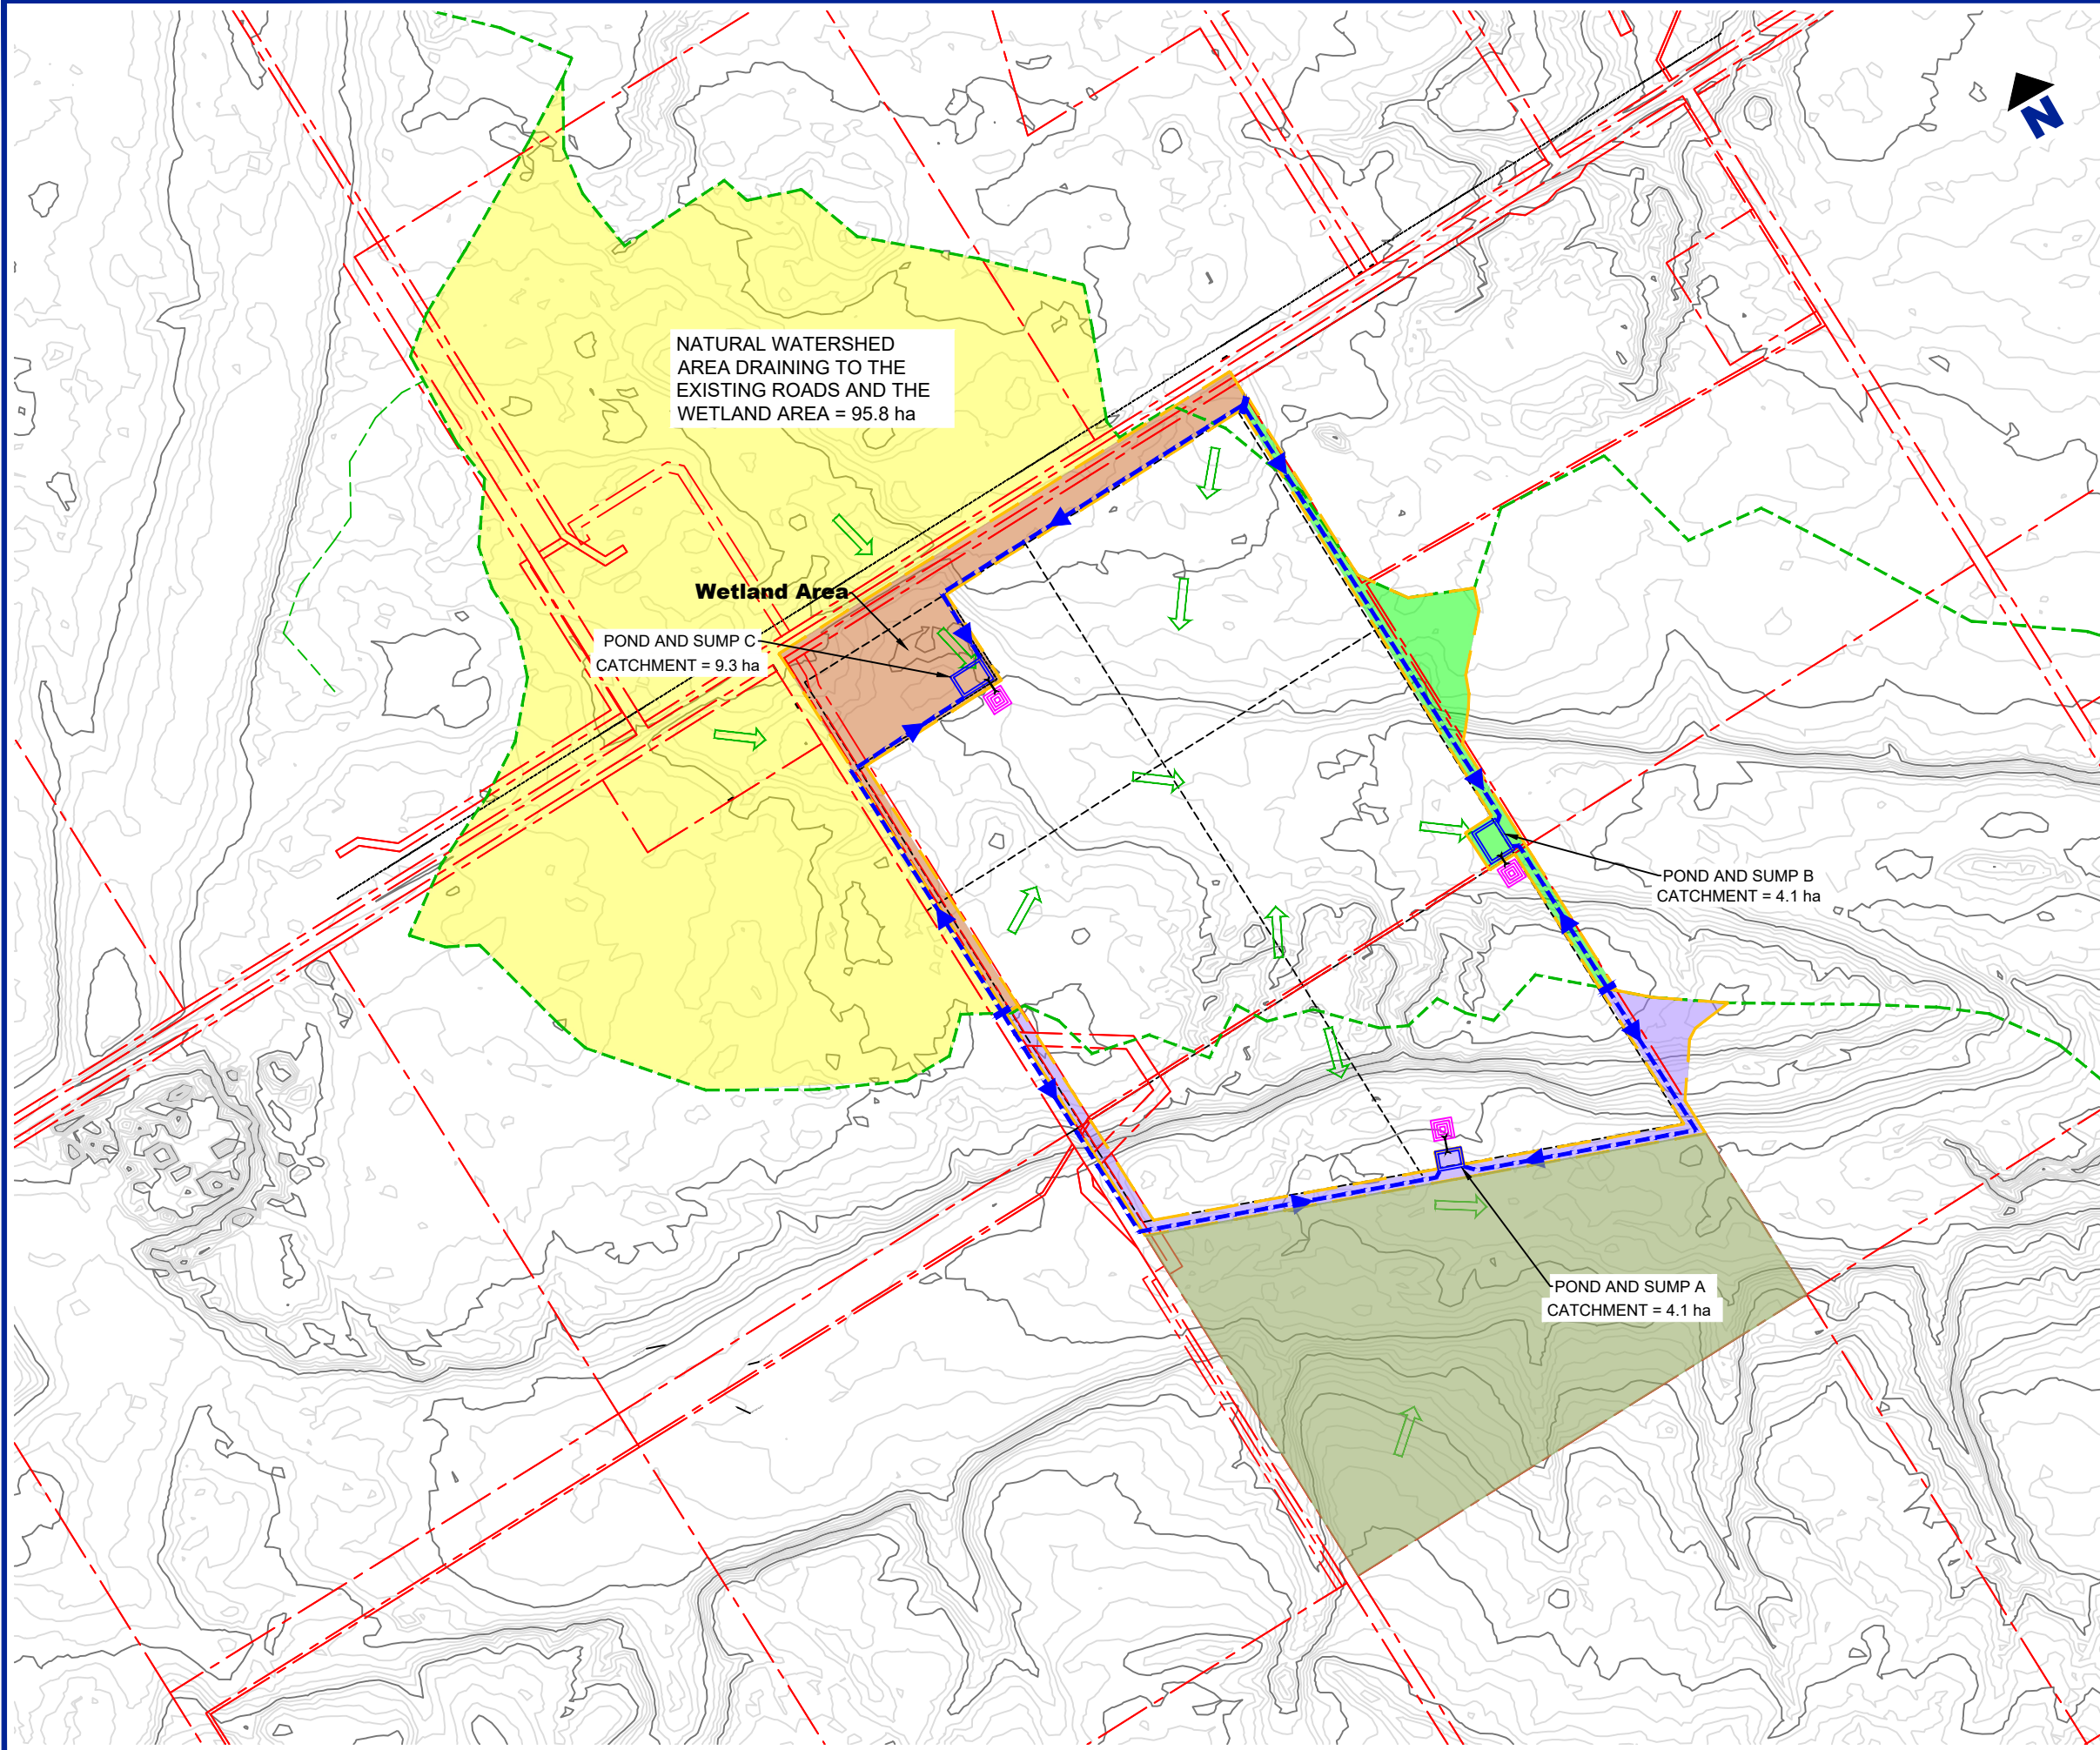 N
NATURAL WATERSHED
AREA DRAINING TO THE
EXISTING ROADS AND THE
WETLAND AREA = 95.8 ha
Wetland Area
POND AND SUMP C
CATCHMENT = 9.3 ha
POND AND SUMP B
CATCHMENT = 4.1 ha
POND AND SUMP A
CATCHMENT = 4.1 ha